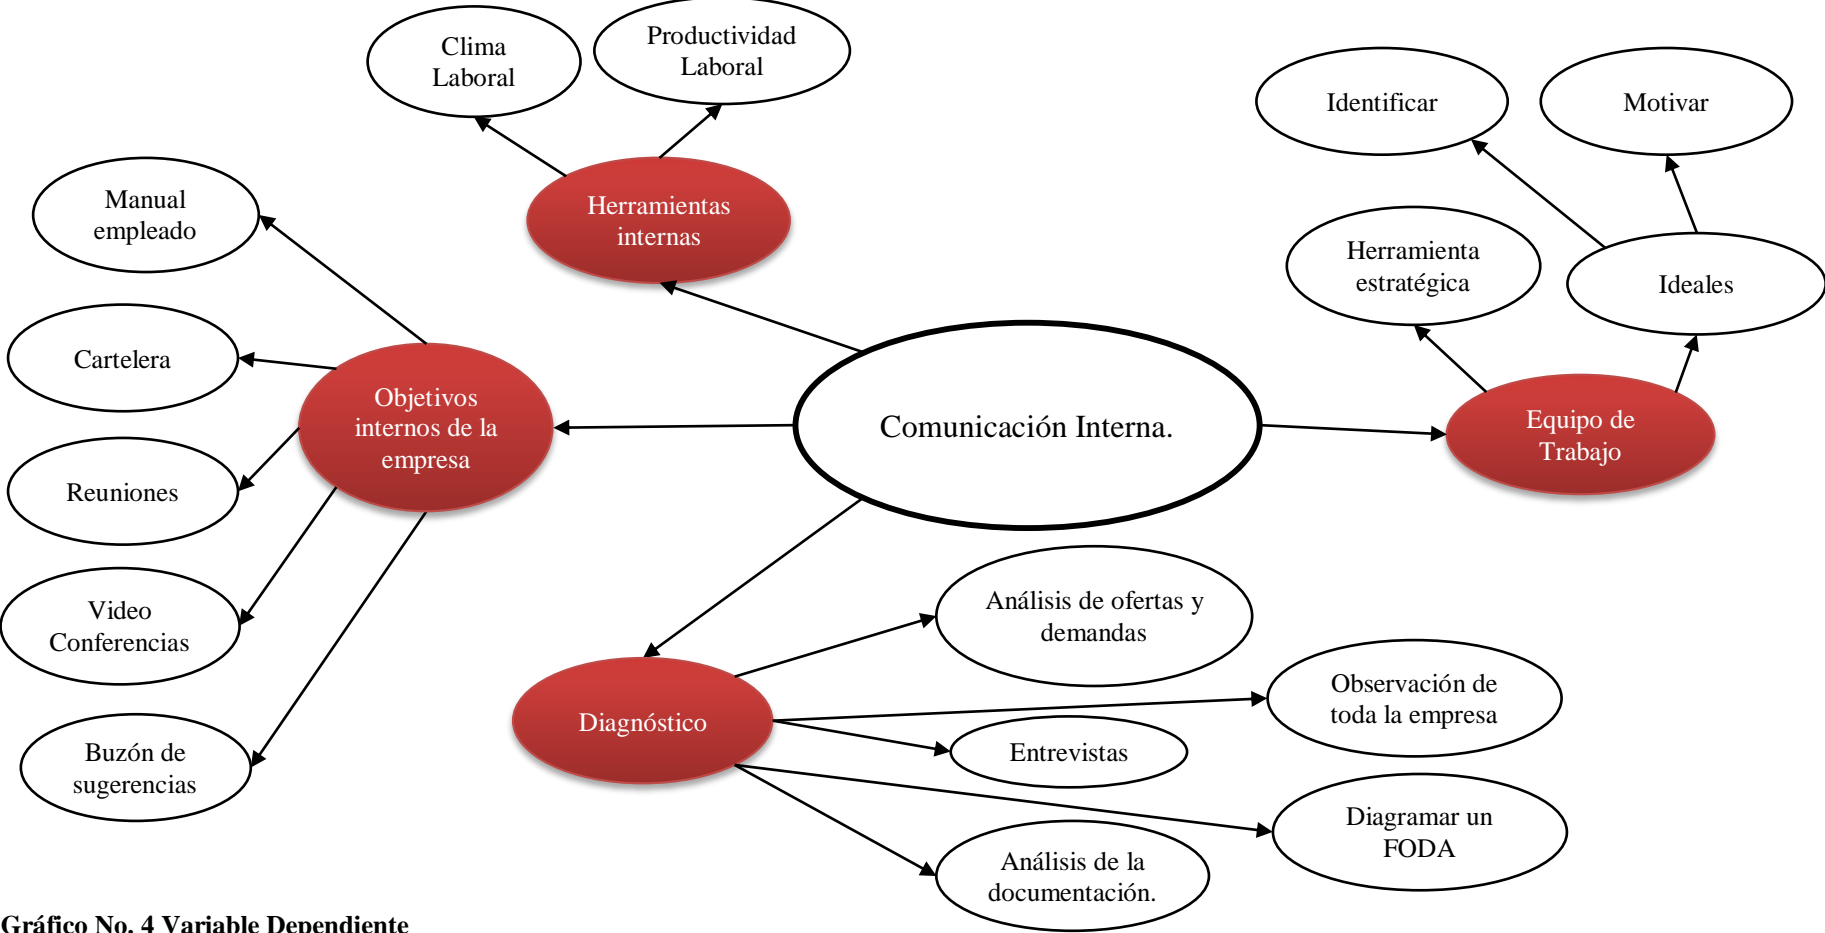 Clima
Laboral
Productividad
Laboral
Identificar
Motivar
Manual
empleado
Herramientas
internas
Herramienta
estratégica
Ideales
Cartelera
Objetivos
internos de la
empresa
Comunicación Interna.
Equipo de
Trabajo
Reuniones
Video
Conferencias
Análisis de ofertas y
demandas
Observación de
toda la empresa
Diagnóstico
Entrevistas
Buzón de
sugerencias
Diagramar un
FODA
Análisis de la
documentación.
Gráfico No. 4 Variable Dependiente